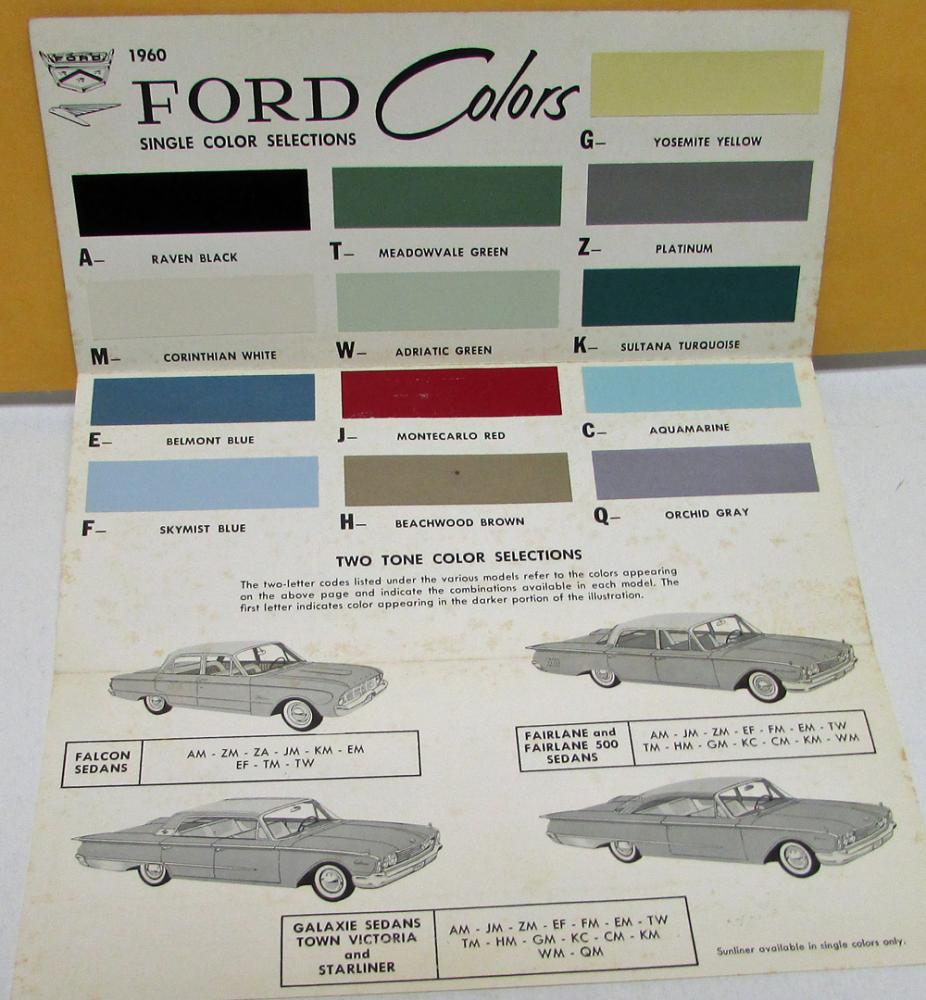 FORD
1960
FORD Colors
SINGLE COLOR SELECTIONS
G– YOSEMITE YELLOW
A– RAVEN BLACK
T– MEADOWVALE GREEN
Z– PLATINUM
M– CORINTHIAN WHITE
W– ADRIATIC GREEN
K– SULTANA TURQUOISE
E– BELMONT BLUE
J– MONTECARLO RED
C– AQUAMARINE
F– SKYMIST BLUE
H– BEACHWOOD BROWN
Q– ORCHID GRAY
TWO TONE COLOR SELECTIONS
The two-letter codes listed under the various models refer to the colors appearing
on the above page and indicate the combinations available in each model. The
first letter indicates color appearing in the darker portion of the illustration.
FALCON
SEDANS
AM - ZM - ZA - JM - KM - EM
EF - TM - TW
FAIRLANE and
FAIRLANE 500
SEDANS
AM - JM - ZM - EF - FM - EM - TW
TM - HM - GM - KC - CM - KM - WM
GALAXIE SEDANS
TOWN VICTORIA
and
STARLINER
AM - JM - ZM - EF - FM - EM - TW
TM - HM - GM - KC - CM - KM
WM - QM
Sunliner available in single colors only.